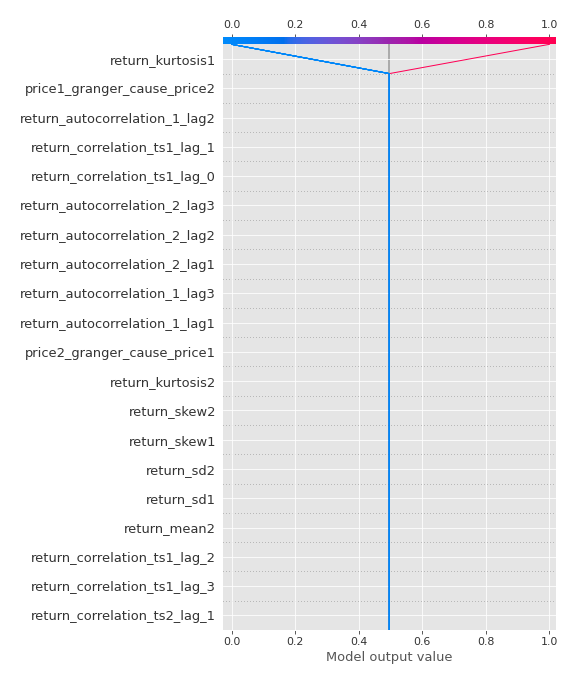 0.0 0.2 0.4 0.6 0.8 1.0
return_kurtosis1
price1_granger_cause_price2
return_autocorrelation_1_lag2
return_correlation_ts1_lag_1
return_correlation_ts1_lag_0
return_autocorrelation_2_lag3
return_autocorrelation_2_lag2
return_autocorrelation_2_lag1
return_autocorrelation_1_lag3
return_autocorrelation_1_lag1
price2_granger_cause_price1
return_kurtosis2
return_skew2
return_skew1
return_sd2
return_sd1
return_mean2
return_correlation_ts1_lag_2
return_correlation_ts1_lag_3
return_correlation_ts2_lag_1
0.0 0.2 0.4 0.6 0.8 1.0
Model output value